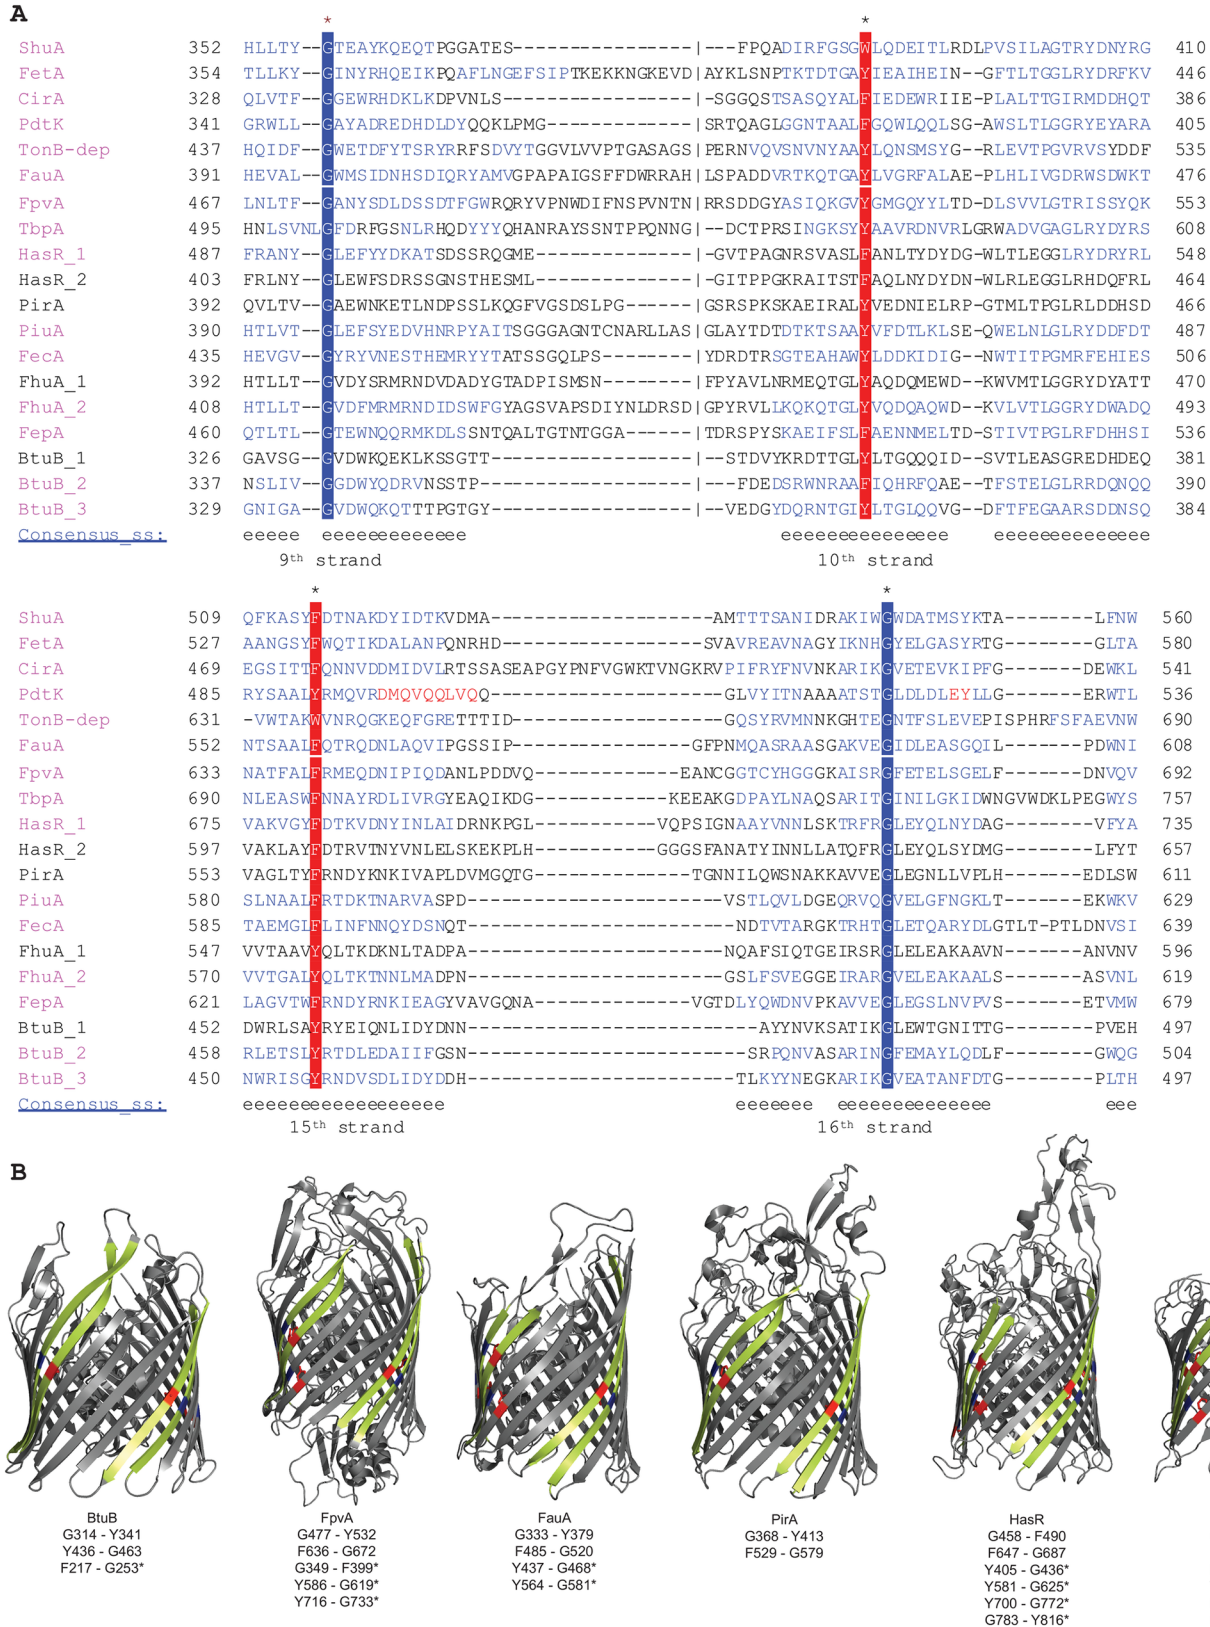 A
* *
ShuA 352 HLLTY--GTEAYKQEQTPGGATES----------------|---FPQADIRFGSGWLQDEITLRDLPVSILAGTRYDNYRG 410
FetA 354 TLLKY--GINYRHQEIKPQAFLNGEFSIPTKEKKNGKEVD|AYKLSNPTKTDTGAYIEAIHEIN--GFTLTGGLRYDRFKV 446
CirA 328 QLVTF--GGEWRHDKLKDPVNLS-----------------|-SGGQSTSASQYALFIEDEWRIIE-PLALTTGIRMDDHQT 386
PdtK 341 GRWLL--GAYADREDHDLDYQQKLPMG-------------|SRTQAGLGGNTAALFGQWLQQLSG-AWSLTLGGRYEYARA 405
TonB-dep 437 HQIDF--GWETDFYTSRYRRFSDVYTGGVLVVPTGASAGS|PERNVQVSVNYAAYLQNSMSYG--RLEVTPGVRVSYDDF 535
FauA 391 HEVAL--GWMSIDNHSDIQRYAMVGPAPAIGSFFDWRRAH|LSPADDVRTKQTGAYLVGRFALAE-PLHLIVGDRWSDWKT 476
FpvA 467 LNLTF--GANYSDLDSSDTFGWRQRYVPNWDIFNSPVNTN|RRSDDGYASIQKGVYGMGQYYLTD-DLSVVLGTRISSYQK 553
TbpA 495 HNLSVNLGFDRFGSNLRHQDYYYQHANRAYSSNTPPQNNG|-DCTPRSINGKSYYAAVRDNVRLGRWADVGAGLRYDYRS 608
HasR_1 487 FRANY--GLEFYYDKATSDSSRQGME--------------|-GVTPAGNRSVASLFANLTYDYDG-WLTLEGGLRYDRYRL 548
HasR_2 403 FRLNY--GLEWFSDRSSGNSTHESML--------------|-GITPPGKRAITSTFAQLNYDYDN-WLRLEGGLRHDQFRL 464
PirA 392 QVLTV--GAEWNKETLNDPSSLKQGFVGSDSLPG------|-GSRSPKSKAEIRALYVEDNIELRP-GTMLTPGLRLDDHSD 466
PiuA 390 HTLVT--GLEFSYEDVHNRPYAITSGGGAGNTCNARLLAS|GLAYTDTDTKTSAAYVFDTLKLSE-QWELNLGLRYDDFDT 487
FecA 435 HEVGV--GYRYVNESTHEMRYYTATSSGQLPS--------|YDRDTRSGTEAHAWYLDDKIDIG--NWTITPGMRFEHIES 506
FhuA_1 392 HTLLT--GVDYSRMRNDVDADYGTADPISMSN--------|FPYAVLNRMEQTGLYAQDQMEWD--KWVMTLGGRYDYATT 470
FhuA_2 408 HTLLT--GVDFMRMRNDIDSWFGYAGSVAPSDIYNLDRSD|GPYRVLLKQKQTGLYVQDQAQWD--KVLVTLGGRYDWADQ 493
FepA 460 QTLTL--GTEWNQQRMKDLSSNTQALTGTNTGGA------|TDRSPYSKAEIFSLFAENNMELTD-STIVTPGLRFDHHSI 536
BtuB_1 326 GAVSG--GVDWKQEKLKSSGTT------------------|--STDVYKRDTTGLYLTGQQQID--SVTLEASGREDHDEQ 381
BtuB_2 337 NSLIV--GGDWYQDRVNSSTP-------------------|---FDEDSRWNRAAFIQHRFQAE--TFSTELGLRRDQNQQ 390
BtuB_3 329 GNIGA--GVDWQKQTTTPGTGY------------------|--VEDGYDQRNTGIYLTGLQQVG--DFTFEGAARSDDNSQ 384
Consensus_ss: eeeee eeeeeeeeeeeee eeeeeeeeeeeeeee eeeeeeeeeeeeee
9th strand 10th strand
* *
ShuA 509 QFKASYFDTNAKDYIDTKVDMA--------------------AMTTTSANIDRAKIWGWDATMSYKTA--------LFNW 560
FetA 527 AANGSYFWQTIKDALANPQNRHD------------------SVAVREAVNAGYIKNHGYELGASYRTG--------GLTA 580
CirA 469 EGSITTFQNNVDDMIDVLRTSSASEAPGYPNFVGWKTVNGKRVPIFRYFNVNKARIKGVETEVKIPFG--------DEWKL 541
PdtK 485 RYSAALYRMQVRDMQVQQLVQQ---------------------GLVYITNAAAATSTGLDLDLEYLLG--------ERWTL 536
TonB-dep 631 -VWTAKWVNRQGKEQFGRETTTID-------------------GQSYRVMNNKGHTEGNTFSLEVEPISPHRFSFAEVNW 690
FauA 552 NTSAALFQTRQDNLAQVIPGSSIP----------------GFPNMQASRAASGAKVEGIDLEASGQIL-------PDWNI 608
FpvA 633 NATFALFRMEQDNIPIQDANLPDDVQ-------------EANCGGTCYHGGGKAISRGFETELSGELF-------DNVQV 692
TbpA 690 NLEASWFNNAYRDLIVRGYEAQIKDG------------KEEAKGDPAYLNAQSARITGINILGKIDWNGVWDKLPEGWYS 757
HasR_1 675 VAKVGYFDTKVDNYINLAIDRNKPGL-----------VQPSIGNAAYVNNLSKTRFRGLEYQLNYDAG--------VFYA 735
HasR_2 597 VAKLAYFDTRVTNYVNLELSKEKPLH-----------GGGSFANATYINNLLATQFRGLEYQLSYDMG--------LFYT 657
PirA 553 VAGLTYFRNDYKNKIVAPLDVMGQTG--------------TGNNILQWSNAKKAVVEGLEGNLLVPLH-------EDLSW 611
PiuA 580 SLNAALFRTDKTNARVASPD-----------------------VSTLQVLDGEQRVQGVELGFNGKLT-------EKWKV 629
FecA 585 TAEMGLFLINFNNQYDSNQT------------------------NDTVTARGKTRHTGLETQARYDLGTLT-PTLDNVSI 639
FhuA_1 547 VVTAAVYQLTKDKNLTADPA-----------------------NQAFSIQTGEIRSRGLELEAKAAVN-------ANVNV 596
FhuA_2 570 VVTGALYQLTKTNNLMADPN-----------------------GSLFSVEGGEIRARGVELEAKAALS-------ASVNL 619
FepA 621 LAGVTWFRNDYRNKIEAGYVAVGQNA--------------VGTDLYQWDNVPKAVVEGLEGSLNVPVS-------ETVMW 679
BtuB_1 452 DWRLSAYRYEIQNLIDYDNN--------------------------AYYNVKSATIKGLEWTGNITTG--------PVEH 497
BtuB_2 458 RLETSLYRTDLEDAIIFGSN-------------------------SRPQNVASARINGFEMAYLQDLF--------GWQG 504
BtuB_3 450 NWRISGYRNDVSDLIDYDDH------------------------TLKYYNEGKARIKGVEATANFDTG--------PLTH 497
Consensus_ss: eeeeeeeeeeeeeeeeee eeeeeee eeeeeeeeeeeeee eee
15th strand 16th strand
B
BtuB
G314 - Y341
Y436 - G463
F217 - G253*
FpvA
G477 - Y532
F636 - G672
G349 - F399*
Y586 - G619*
Y716 - G733*
FauA
G333 - Y379
F485 - G520
Y437 - G468*
Y564 - G581*
PirA
G368 - Y413
F529 - G579
HasR
G458 - F490
F647 - G687
Y405 - G436*
Y581 - G625*
Y700 - G772*
G783 - Y816*